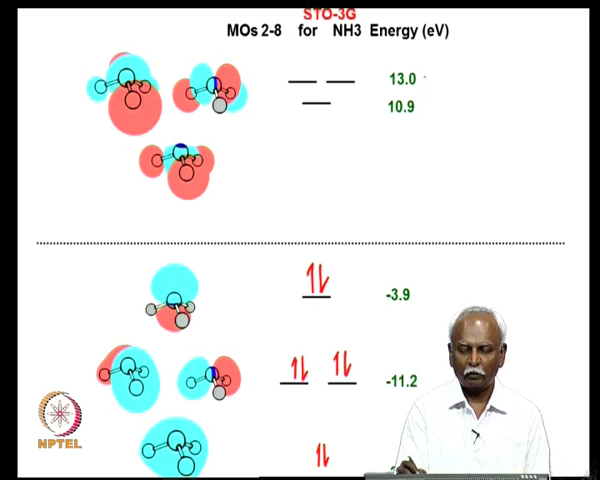 STO-3G
MOs 2-8 for NH3 Energy (eV)
13.0
10.9
-3.9
-11.2
NPTEL